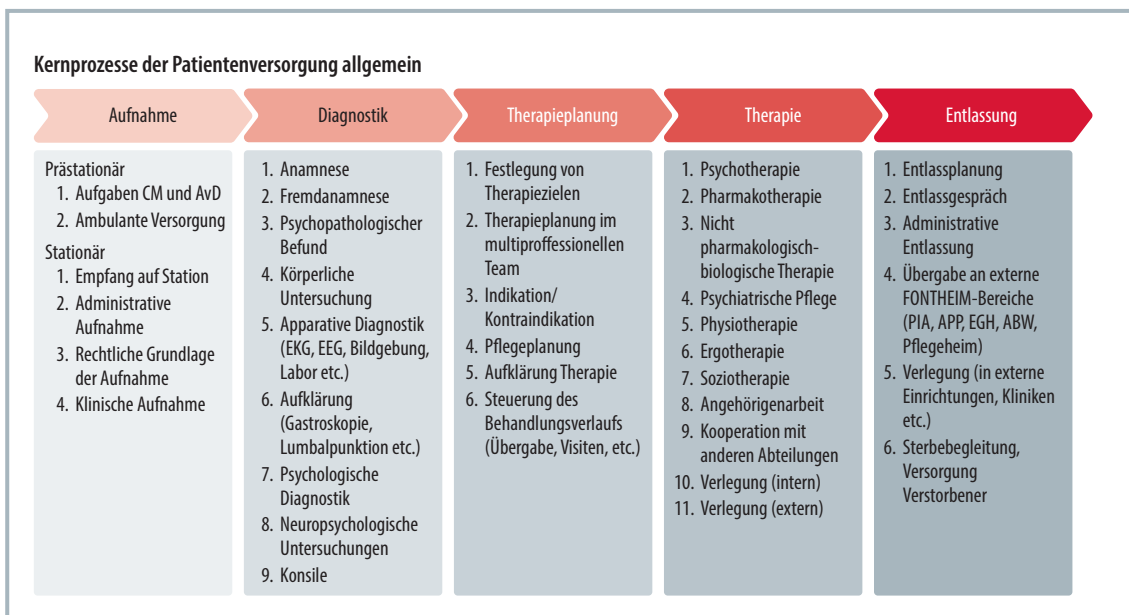 Kernprozesse der Patientenversorgung allgemein
Aufnahme
Prästationär
1. Aufgaben CM und AvD
2. Ambulante Versorgung
Stationär
1. Empfang auf Station
2. Administrative
Aufnahme
3. Rechtliche Grundlage
der Aufnahme
4. Klinische Aufnahme
Diagnostik
1. Anamnese
2. Fremdanamnese
3. Psychopathologischer
Befund
4. Körperliche
Untersuchung
5. Apparative Diagnostik
(EKG, EEG, Bildgebung,
Labor etc.)
6. Aufklärung
(Gastroskopie,
Lumbalpunktion etc.)
7. Psychologische
Diagnostik
8. Neuropsychologische
Untersuchungen
9. Konsile
Therapieplanung
1. Festlegung von
Therapiezielen
2. Therapieplanung im
multiproffessionellen
Team
3. Indikation/
Kontraindikation
4. Pflegeplanung
5. Aufklärung Therapie
6. Steuerung des
Behandlungsverlaufs
(Übergabe, Visiten, etc.)
Therapie
1. Psychotherapie
2. Pharmakotherapie
3. Nicht
pharmakologisch-
biologische Therapie
4. Psychiatrische Pflege
5. Physiotherapie
6. Ergotherapie
7. Soziotherapie
8. Angehörigenarbeit
9. Kooperation mit
anderen Abteilungen
10. Verlegung (intern)
11. Verlegung (extern)
Entlassung
1. Entlassplanung
2. Entlassgespräch
3. Administrative
Entlassung
4. Übergabe an externe
FONTHEIM-Bereiche
(PIA, APP, EGH, ABW,
Pflegeheim)
5. Verlegung (in externe
Einrichtungen, Kliniken
etc.)
6. Sterbebegleitung,
Versorgung
Verstorbener